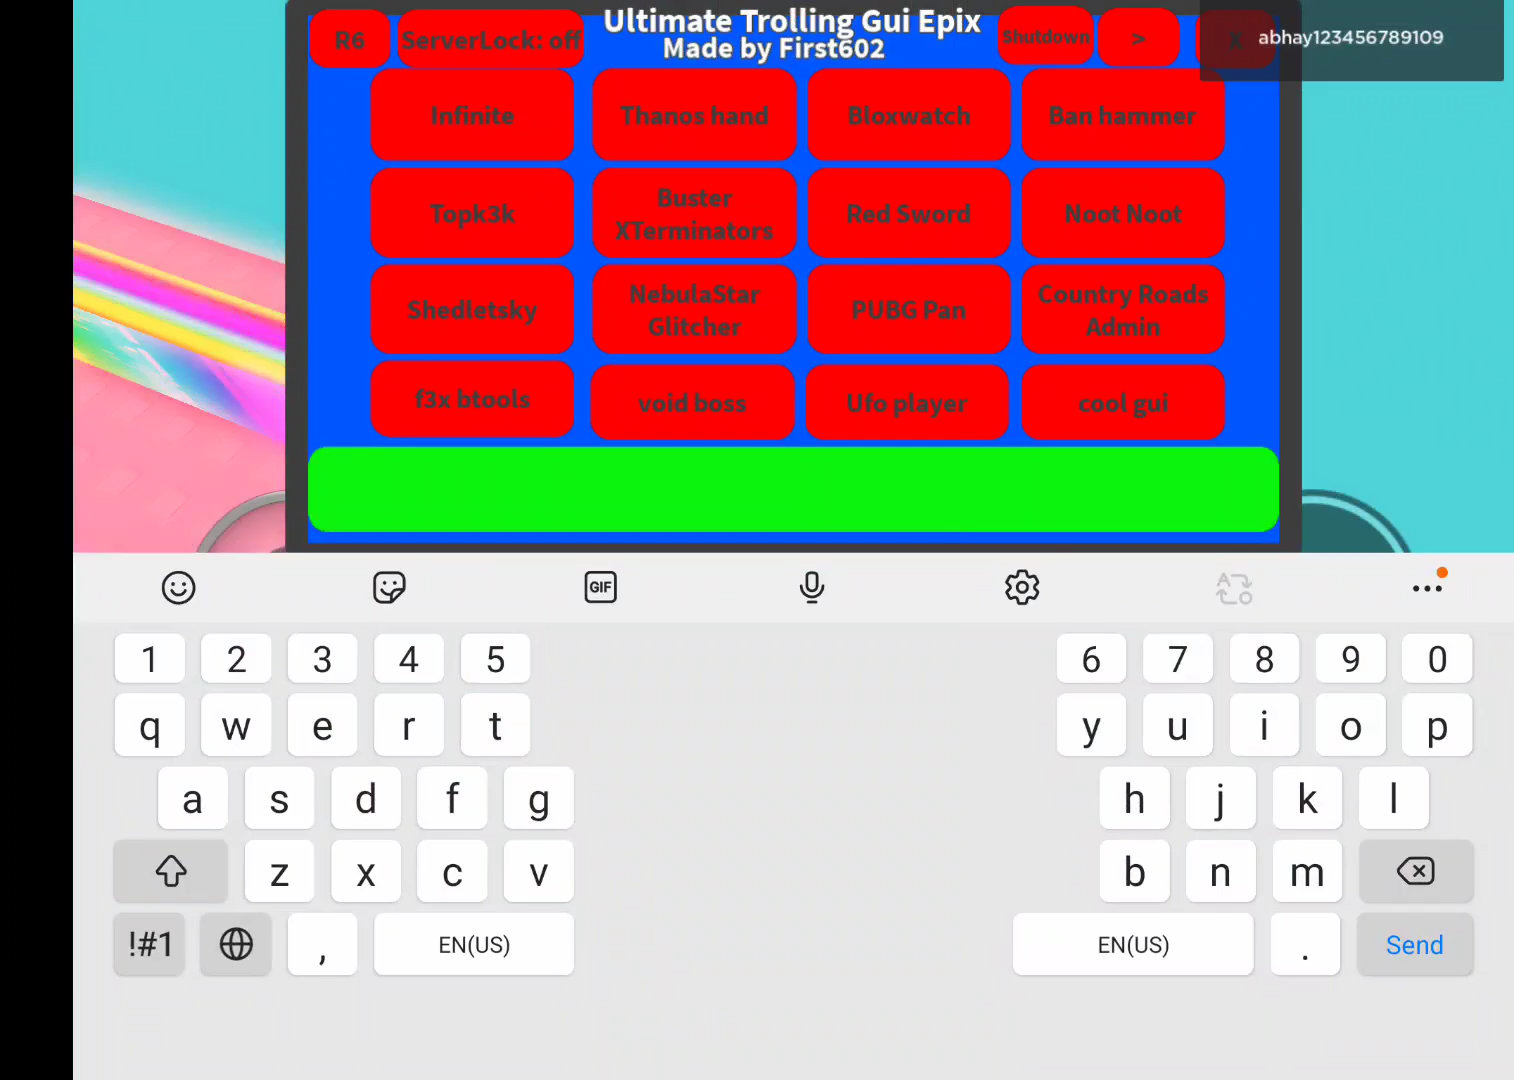 Ultimate Trolling Gui Epix
Made by First602
R6
ServerLock: off
Shutdown
>
X
abhay123456789109
Infinite
Thanos hand
Bloxwatch
Ban hammer
Topk3k
Buster
XTerminators
Red Sword
Noot Noot
Shedletsky
NebulaStar
Glitcher
PUBG Pan
Country Roads
Admin
f3x btools
void boss
Ufo player
cool gui
GIF
1 2 3 4 5 6 7 8 9 0
q w e r t y u i o p
a s d f g h j k l
z x c v b n m
!#1 , EN(US) EN(US) . Send